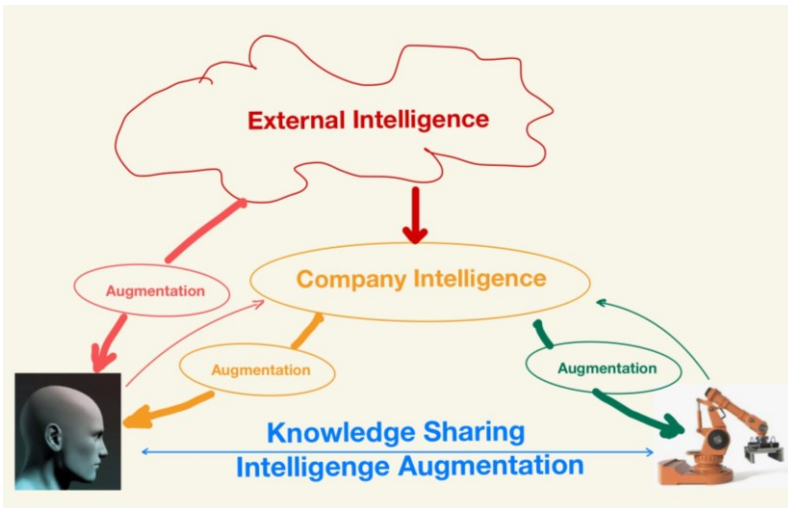 External Intelligence
Company Intelligence
Augmentation
Augmentation
Augmentation
Knowledge Sharing
Intelligenge Augmentation